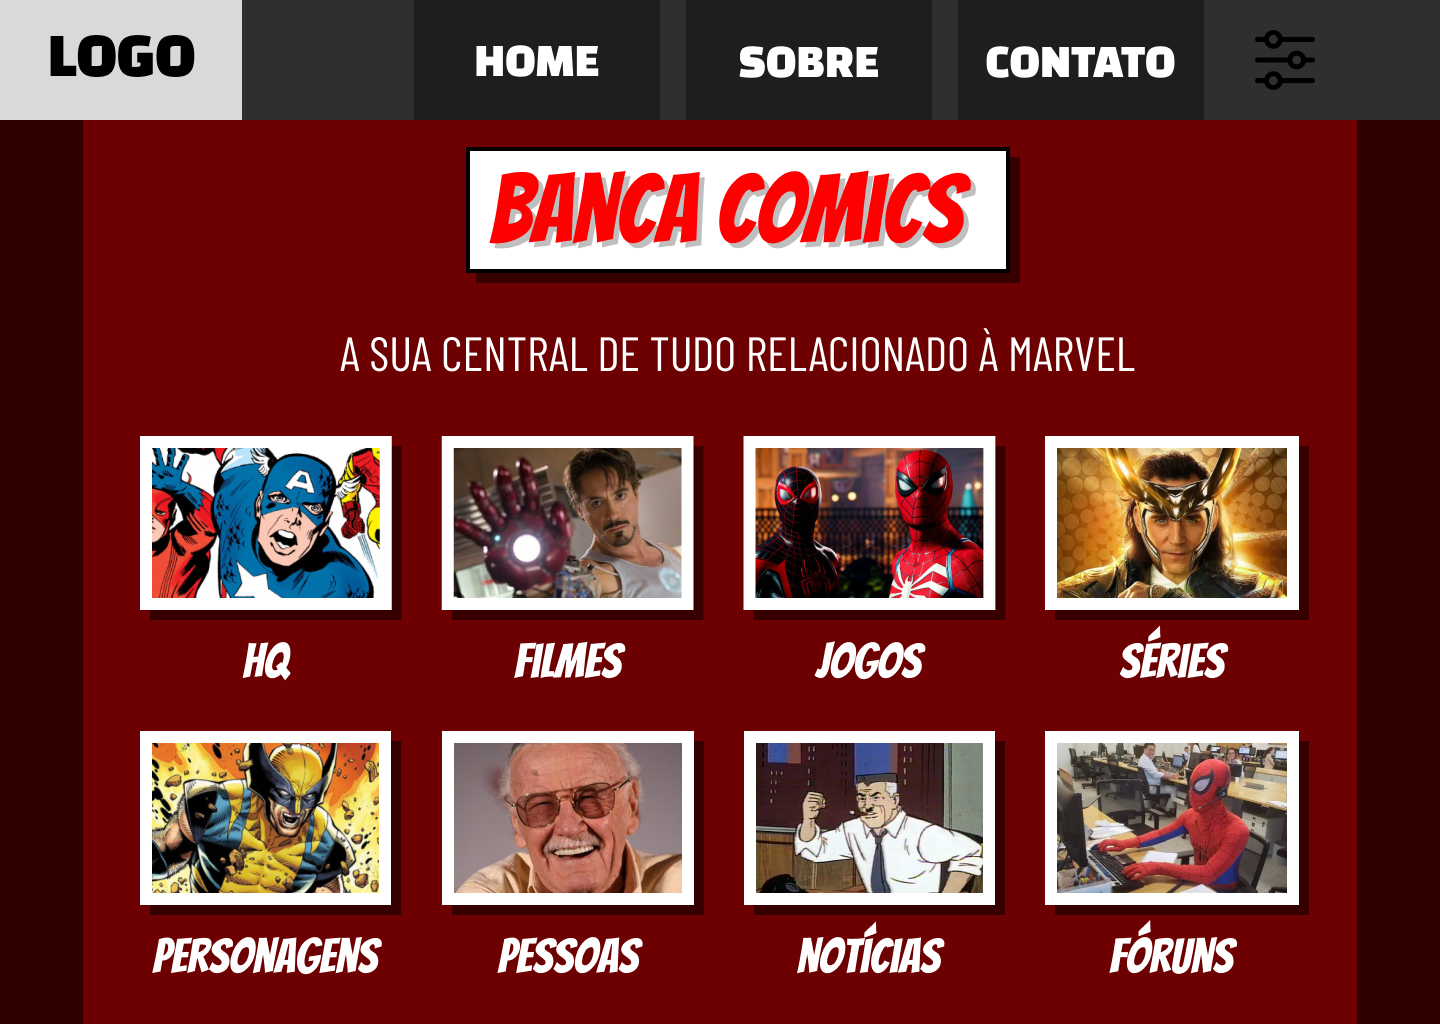 LOGO
HOME
SOBRE
CONTATO
BANCA COMICS
A SUA CENTRAL DE TUDO RELACIONADO À MARVEL
A
HQ
FILMES
JOGOS
SÉRIES
PERSONAGENS
PESSOAS
NOTÍCIAS
FÓRUNS